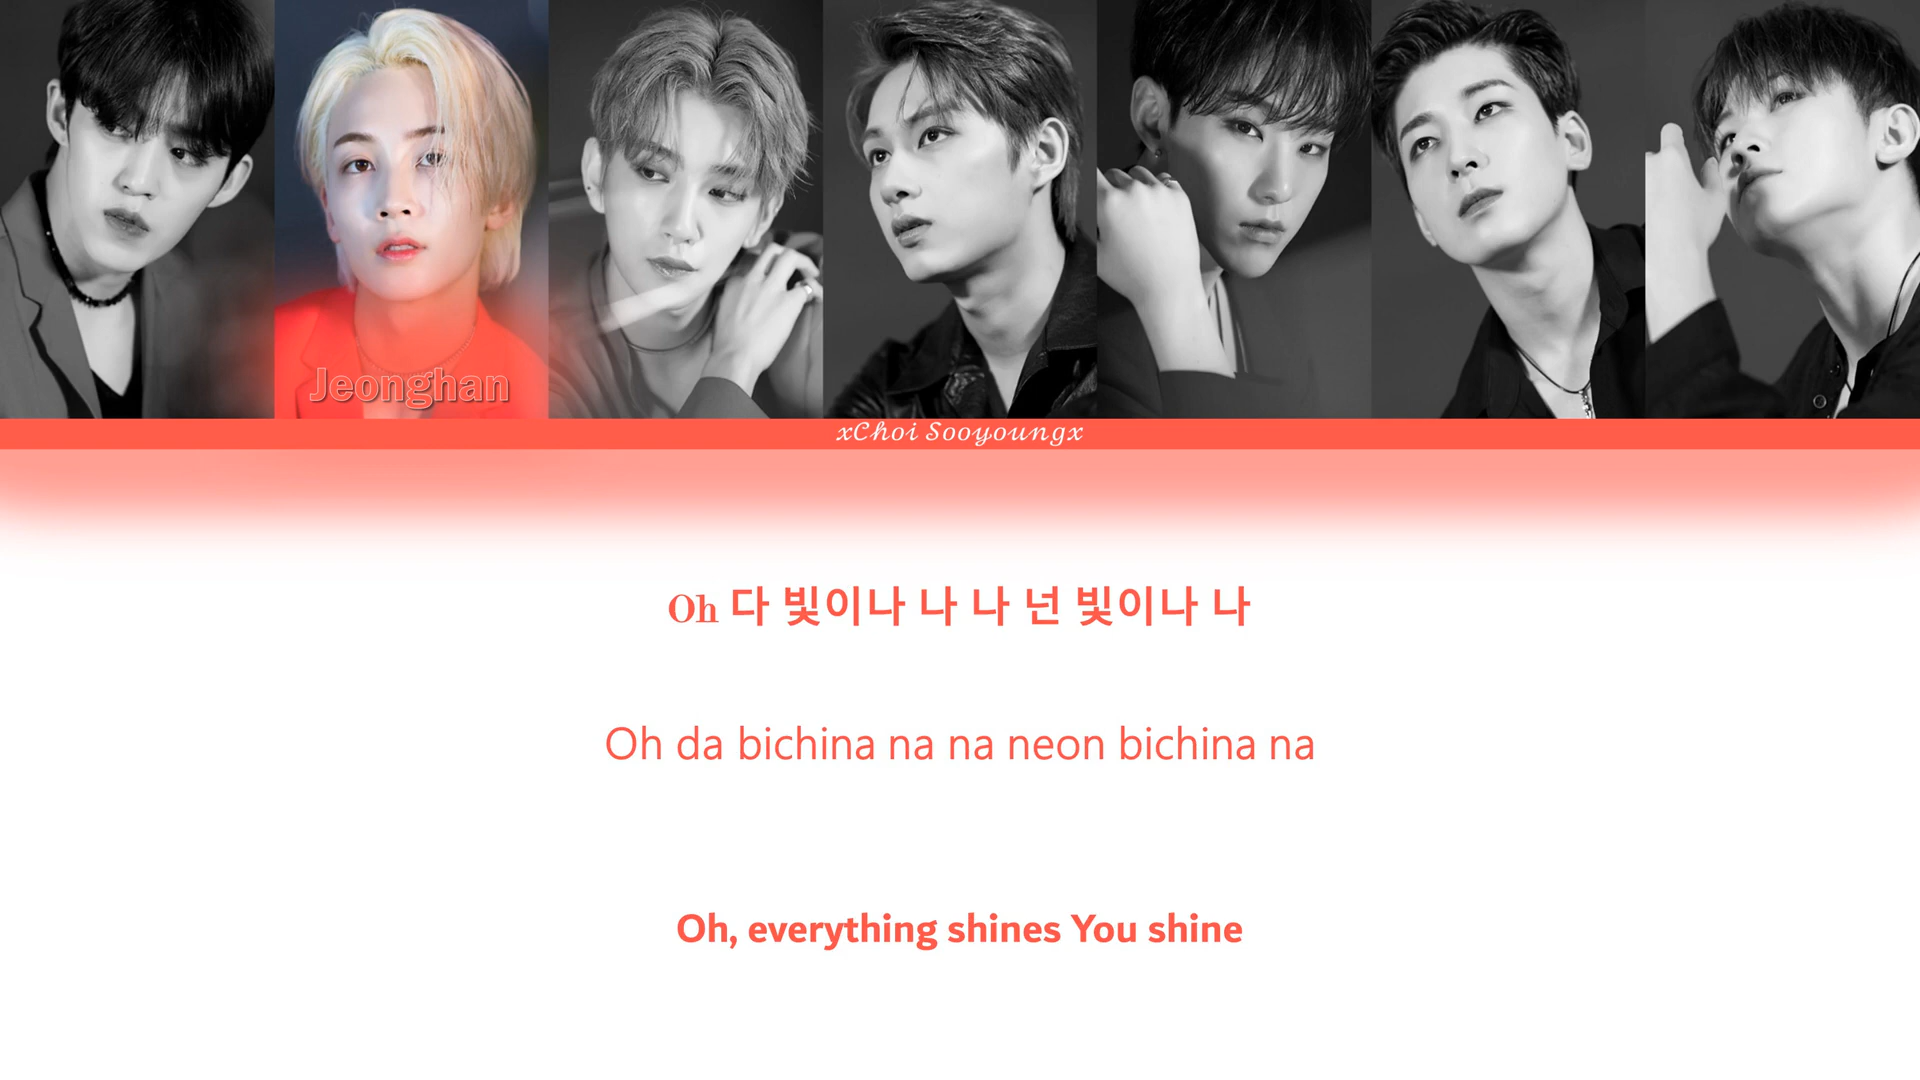 Jeonghan
xChoi Sooyoungx
Oh 다 빛이나 나 나 넌 빛이나 나
Oh da bichina na na neon bichina na
Oh, everything shines You shine